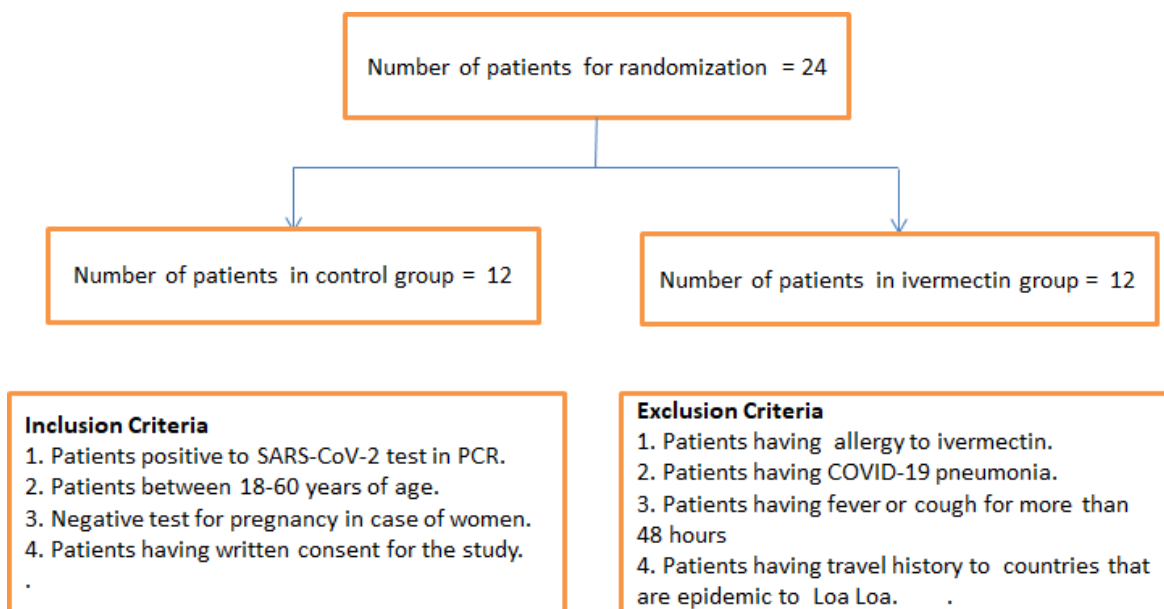 Number of patients for randomization = 24
Number of patients in control group = 12
Number of patients in ivermectin group = 12
Inclusion Criteria
1. Patients positive to SARS-CoV-2 test in PCR.
2. Patients between 18-60 years of age.
3. Negative test for pregnancy in case of women.
4. Patients having written consent for the study.
.
Exclusion Criteria
1. Patients having allergy to ivermectin.
2. Patients having COVID-19 pneumonia.
3. Patients having fever or cough for more than
48 hours
4. Patients having travel history to countries that
are epidemic to Loa Loa. .